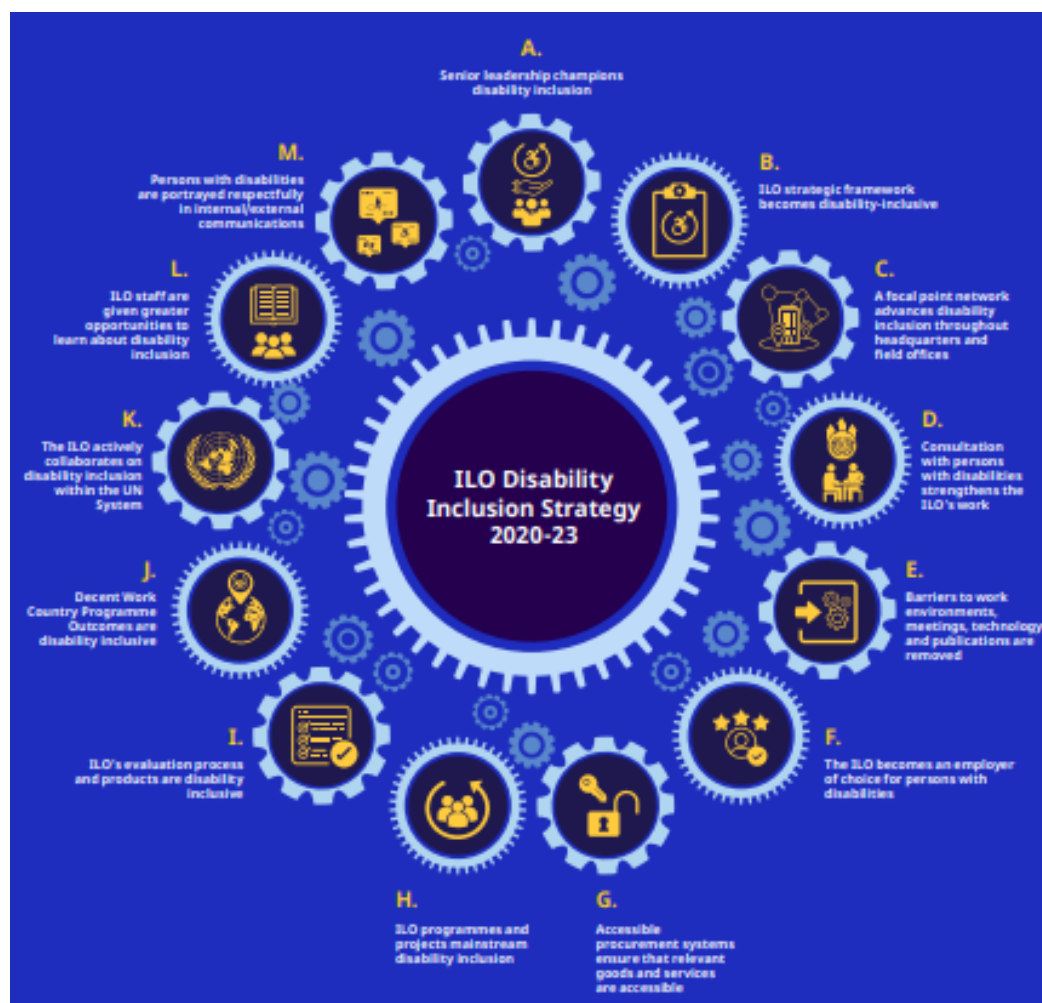 A.
Senior leadership champions
disability inclusion
B.
ILO strategic framework
becomes disability-inclusive
C.
A focal point network
advances disability
inclusion throughout
headquarters and
field offices
D.
Consultation
with persons
with disabilities
strengthens the
ILO's work
E.
Barriers to work
environments,
meetings, technology
and publications are
removed
F.
The ILO becomes an employer
of choice for persons with
disabilities
G.
Accessible
procurement systems
ensure that relevant
goods and services
are accessible
H.
ILO programmes and
projects mainstream
disability inclusion
I.
ILO's evaluation process
and products are disability
inclusive
J.
Decent Work
Country Programme
Outcomes are
disability inclusive
K.
The ILO actively
collaborates on
disability inclusion
within the UN
System
L.
ILO staff are
given greater
opportunities to
learn about disability
inclusion
M.
Persons with disabilities
are portrayed respectfully
in internal/external
communications
ILO Disability
Inclusion Strategy
2020-23